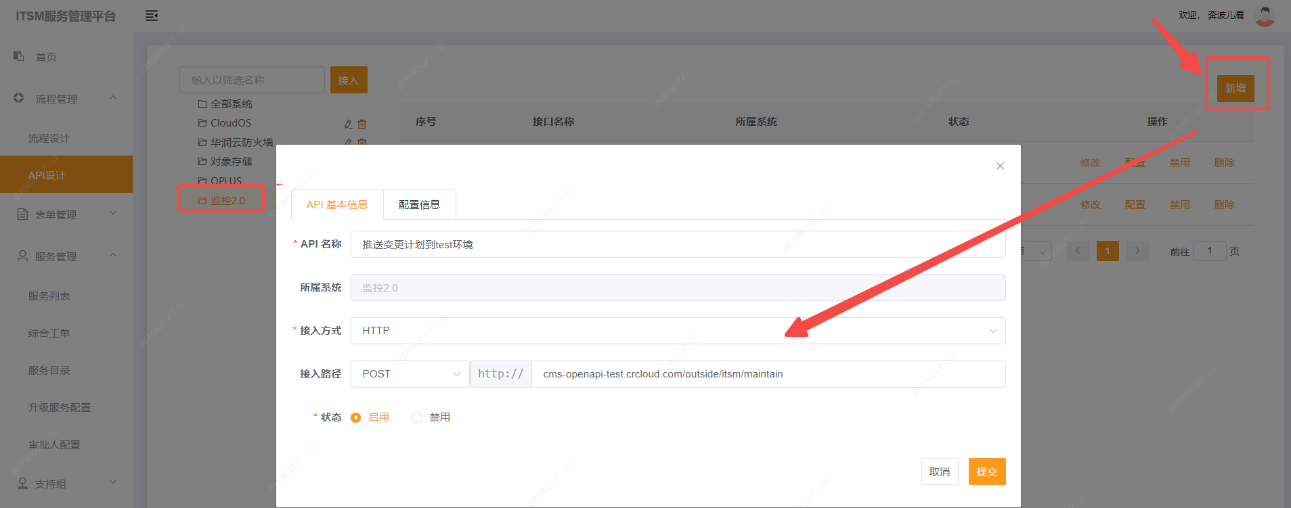 ITSM服务管理平台
欢迎，奔波儿灞
首页
流程管理
流程设计
API设计
表单管理
服务管理
服务列表
综合工单
服务目录
升级服务配置
审批人配置
支持组
输入以筛选名称 接入
新增
全部系统
CloudOS
华润云防火墙
对象存储
OPLUS
监控2.0
序号 接口名称 所属系统 状态 操作
修改 配置 禁用 删除
修改 配置 禁用 删除
1 前往 1 页
API 基本信息 配置信息
* API 名称 推送变更计划到test环境
所属系统 监控2.0
* 接入方式 HTTP
接入路径 POST http:// cms-openapi-test.crcloud.com/outside/itsm/maintain
* 状态 启用 禁用
取消 提交